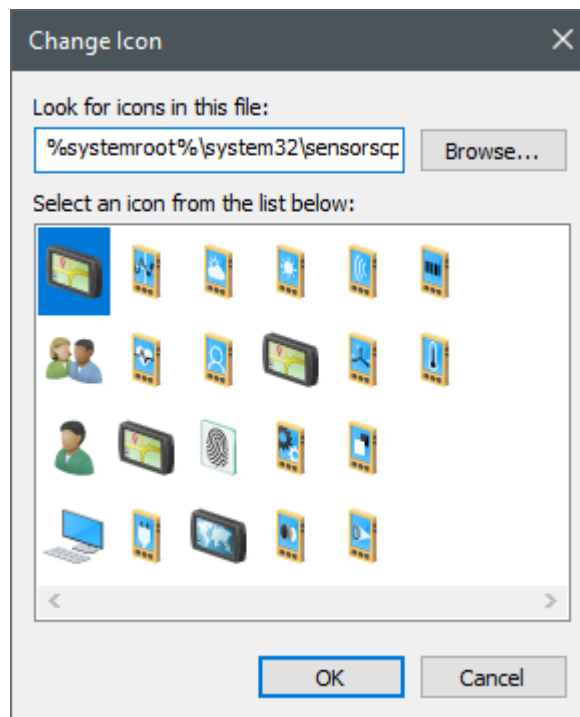 Change Icon
Look for icons in this file:
%systemroot%\system32\sensorscp
Browse...
Select an icon from the list below:
OK
Cancel